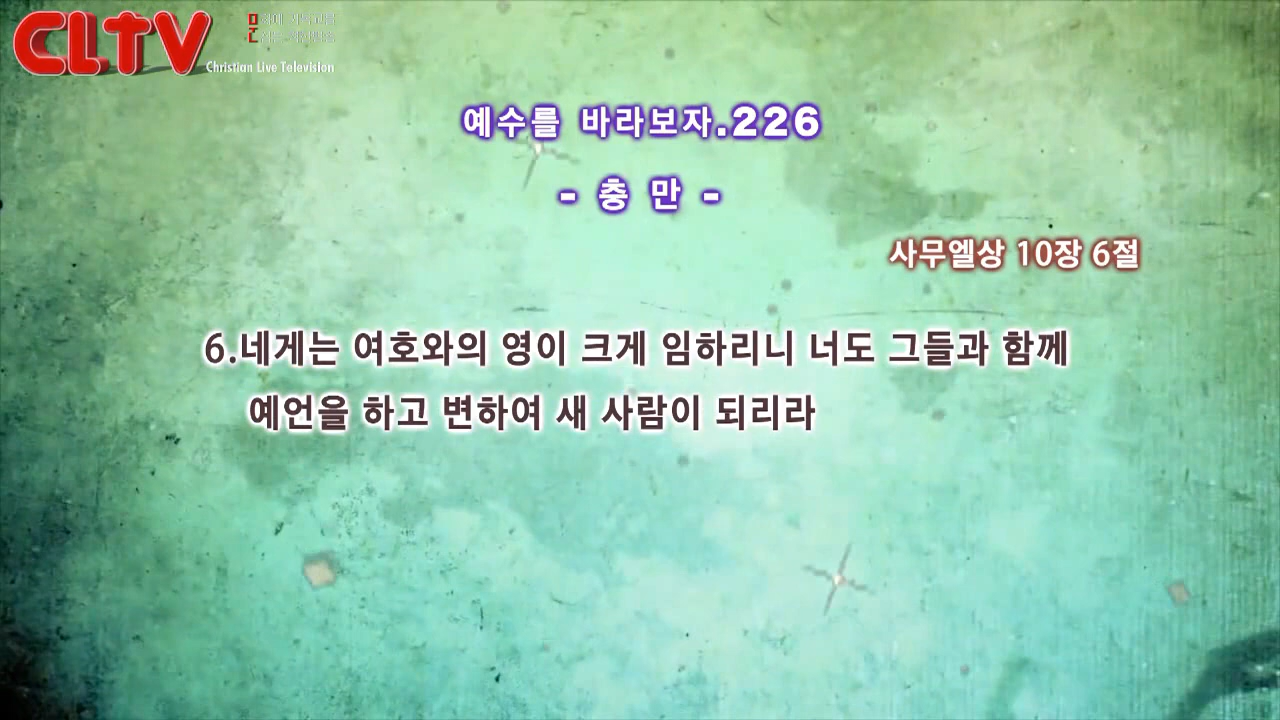 CLTV
Christian Live Television
예수를 바라보자.226
- 충 만 -
사무엘상 10장 6절
6.네게는 여호와의 영이 크게 임하리니 너도 그들과 함께
예언을 하고 변하여 새 사람이 되리라